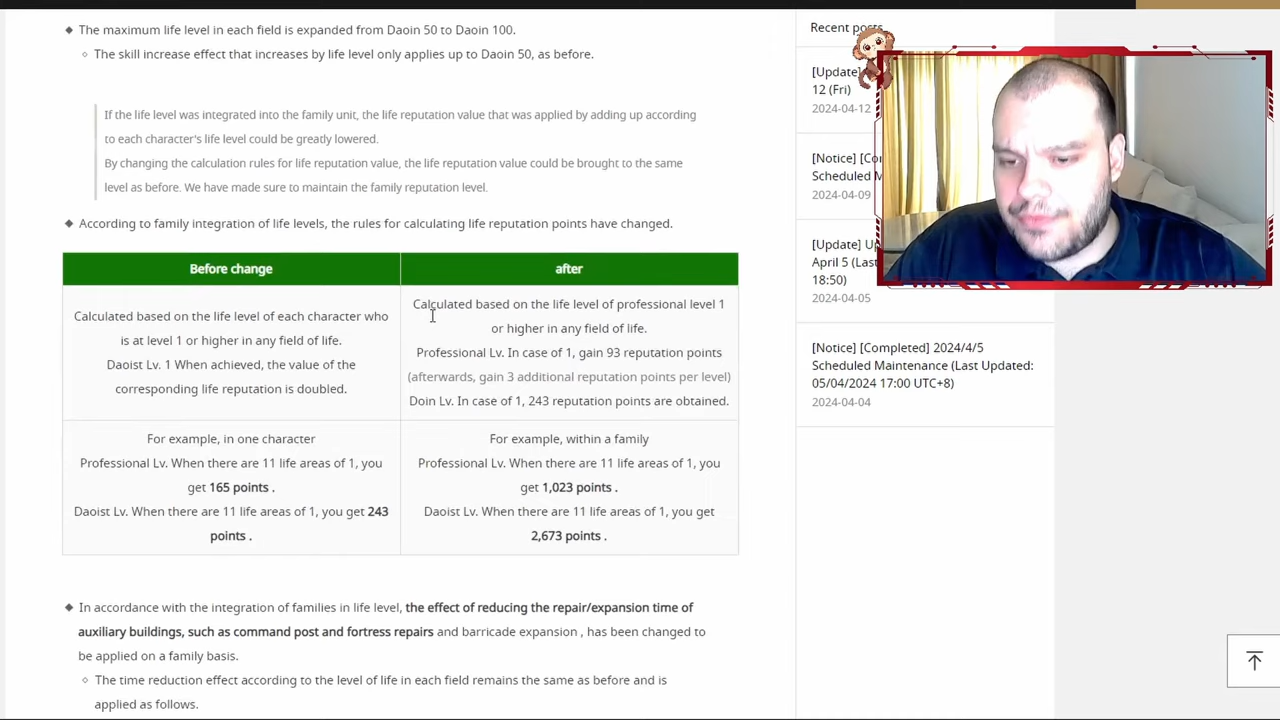 ◆ The maximum life level in each field is expanded from Daoin 50 to Daoin 100.
◇ The skill increase effect that increases by life level only applies up to Daoin 50, as before.
If the life level was integrated into the family unit, the life reputation value that was applied by adding up according
to each character's life level could be greatly lowered.
By changing the calculation rules for life reputation value, the life reputation value could be brought to the same
level as before. We have made sure to maintain the family reputation level.
◆ According to family integration of life levels, the rules for calculating life reputation points have changed.
Before change
after
Calculated based on the life level of each character who
is at level 1 or higher in any field of life.
Daoist Lv. 1 When achieved, the value of the
corresponding life reputation is doubled.
Calculated based on the life level of professional level 1
or higher in any field of life.
Professional Lv. In case of 1, gain 93 reputation points
(afterwards, gain 3 additional reputation points per level)
Doin Lv. In case of 1, 243 reputation points are obtained.
For example, in one character
Professional Lv. When there are 11 life areas of 1, you
get 165 points .
Daoist Lv. When there are 11 life areas of 1, you get 243
points .
For example, within a family
Professional Lv. When there are 11 life areas of 1, you
get 1,023 points .
Daoist Lv. When there are 11 life areas of 1, you get
2,673 points .
◆ In accordance with the integration of families in life level, the effect of reducing the repair/expansion time of
auxiliary buildings, such as command post and fortress repairs and barricade expansion , has been changed to
be applied on a family basis.
◇ The time reduction effect according to the level of life in each field remains the same as before and is
applied as follows.
Recent posts
[Update]
12 (Fri)
2024-04-12
[Notice]
Scheduled
2024-04-09
[Update]
April 5
18:50)
2024-04-05
[Notice] [Completed] 2024/4/5
Scheduled Maintenance (Last Updated:
05/04/2024 17:00 UTC+8)
2024-04-04